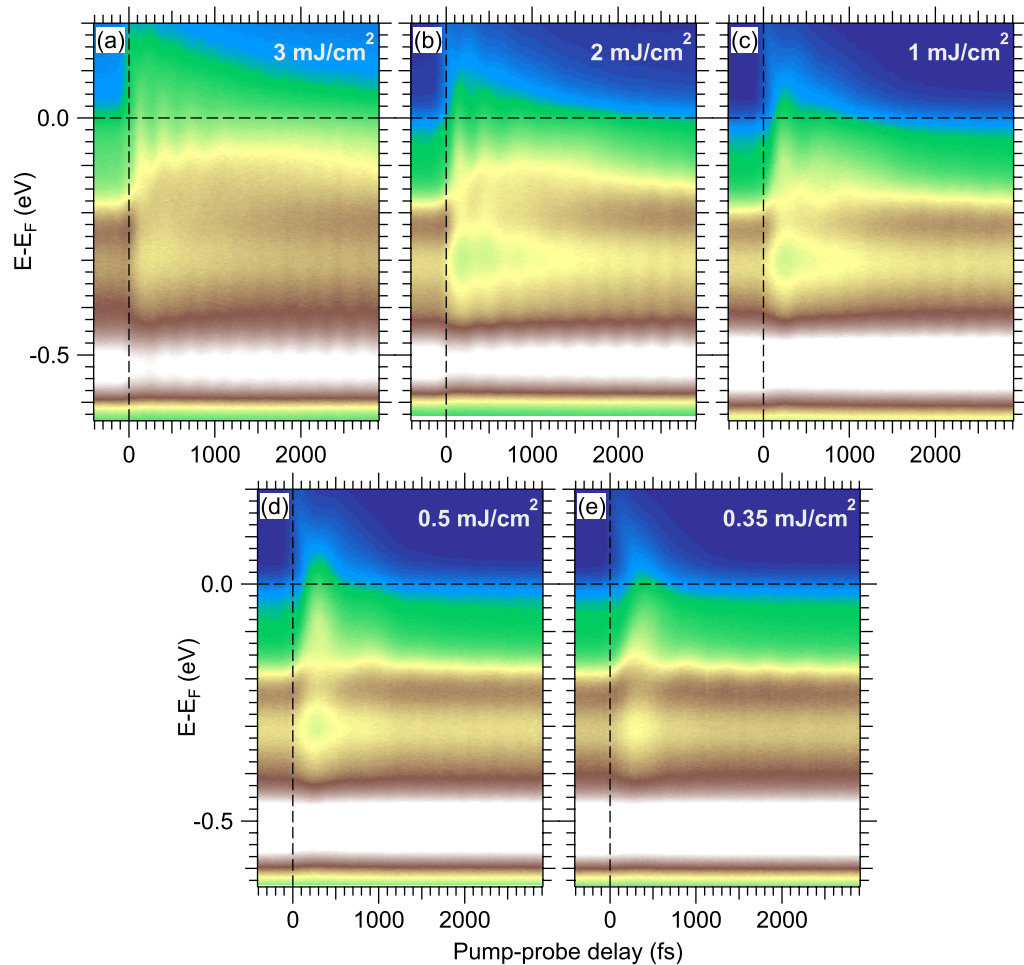 (a) 3 mJ/cm²
(b) 2 mJ/cm²
(c) 1 mJ/cm²
0.0
-0.5
E-E_F (eV)
0 1000 2000
0 1000 2000
0 1000 2000
(d) 0.5 mJ/cm²
(e) 0.35 mJ/cm²
0.0
-0.5
E-E_F (eV)
0 1000 2000
0 1000 2000
Pump-probe delay (fs)